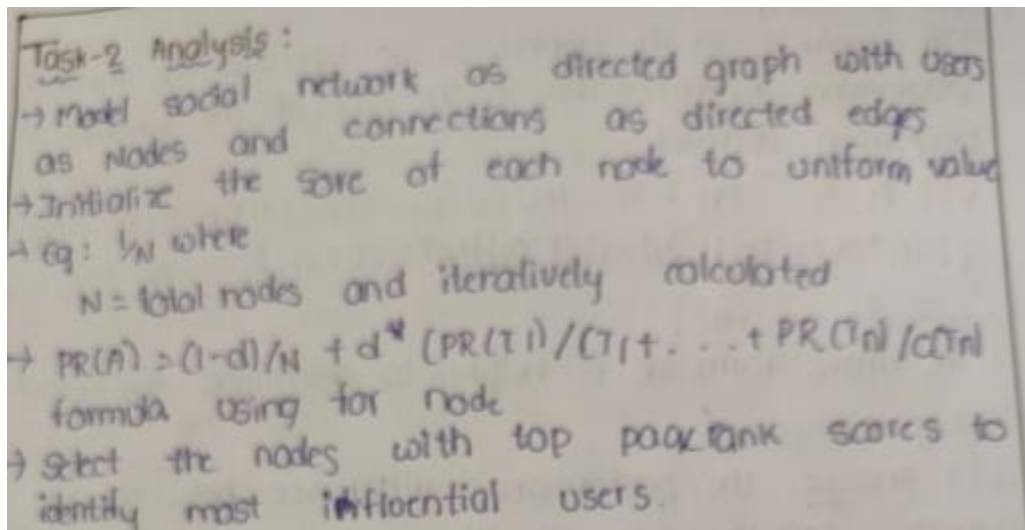 Task-2 Analysis :
→ Model social network as directed graph with users
as Nodes and connections as directed edges
→ Initialize the sore of each node to uniform value
→ eg: 1/N where
N = total nodes and iteratively calculated
→ PR(A) = (1-d)/N + d* (PR(T1)/CT1+ . . . + PR(Tn)/C(Tn)
formula using for node
→ select the nodes with top pagerank scores to
identify most influential users.